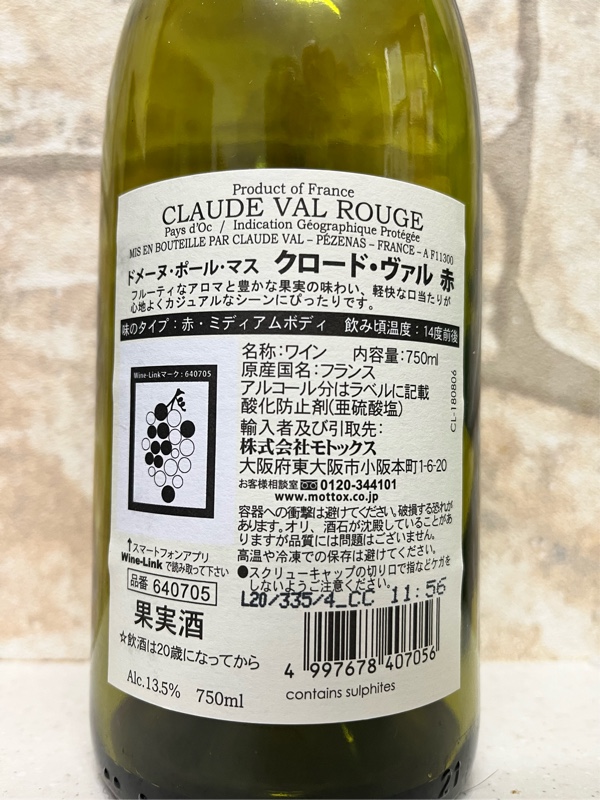 Product of France
CLAUDE VAL ROUGE
Pays d'Oc / Indication Géographique Protégée
MIS EN BOUTEILLE PAR CLAUDE VAL – PÉZENAS – FRANCE – A F11300
ドメーヌ・ポール・マス クロード・ヴァル 赤
フルーティなアロマと豊かな果実の味わい、軽快な口当たりが
心地よくカジュアルなシーンにぴったりです。
味のタイプ：赤・ミディアムボディ 飲み頃温度：14度前後
Wine-Linkマーク：640705
名称：ワイン 内容量：750ml
原産国名：フランス
アルコール分はラベルに記載
酸化防止剤（亜硫酸塩）
輸入者及び引取先：
株式会社モトックス
大阪府東大阪市小阪本町1-6-20
お客様相談室 0120-344101
www.mottox.co.jp
容器への衝撃は避けてください。破損する恐れが
あります。オリ、酒石が沈殿していることがあ
りますが品質には問題はございません。
高温や冷凍での保存は避けてください。
●スクリューキャップの切り口で指などケガを
しないようご注意ください。
CL-180806
↑スマートフォンアプリ
Wine-Link で読み取って下さい
品番 640705
L20/335/4_CC 11:56
果実酒
☆飲酒は20歳になってから
4 997678 407056
Alc.13.5% 750ml
contains sulphites
21